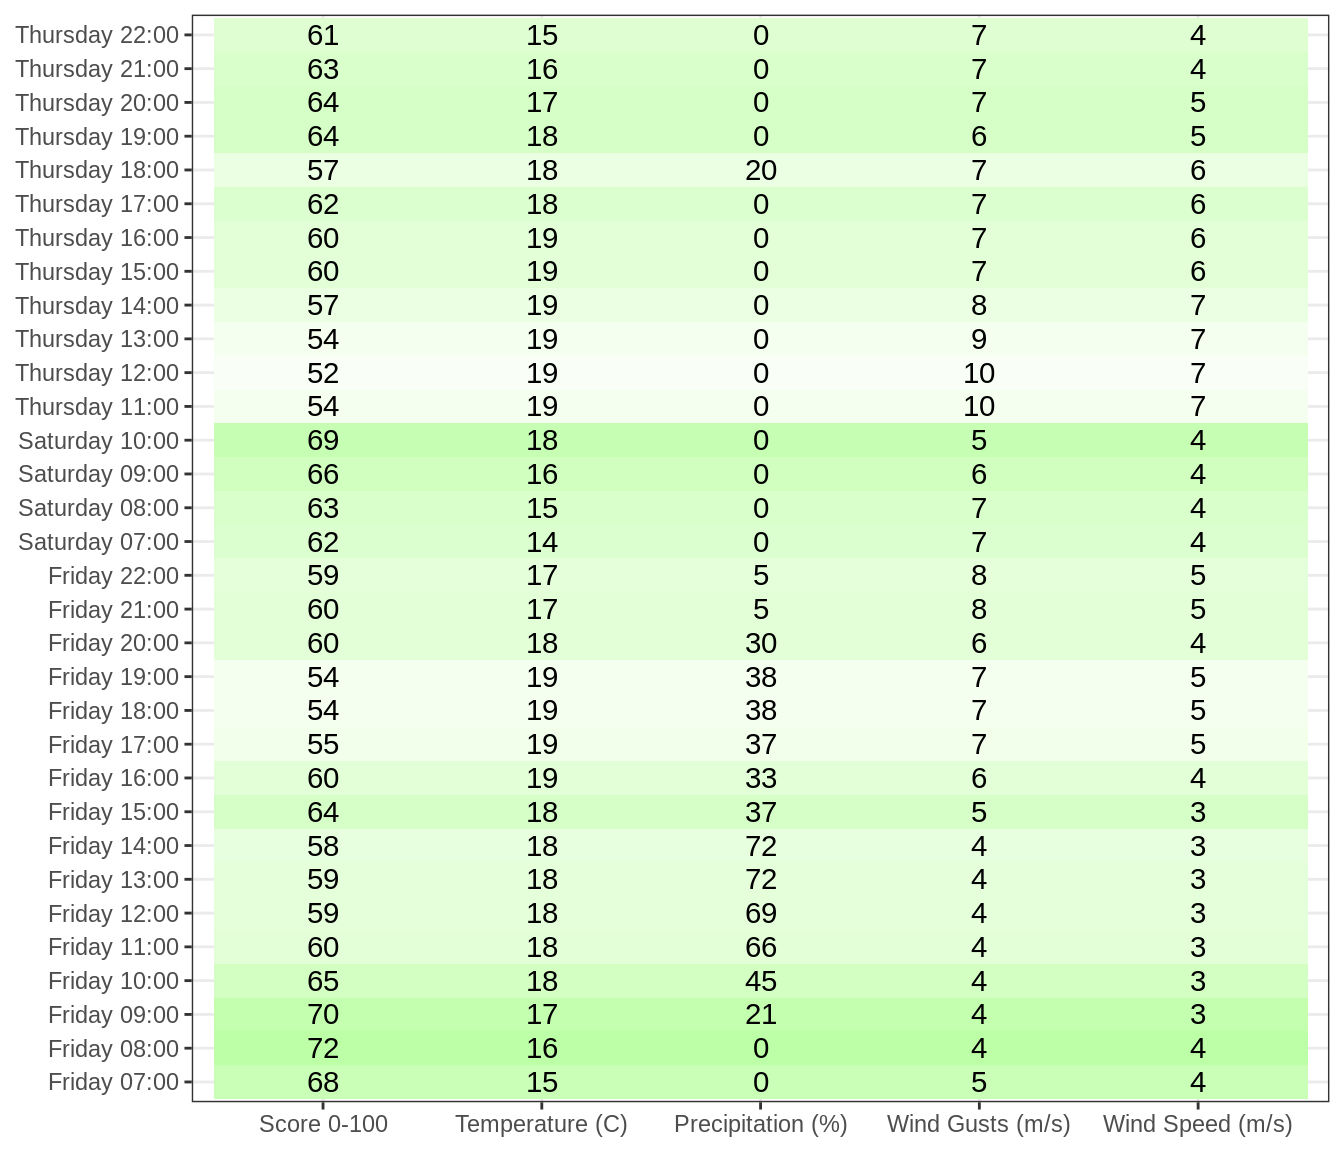 Thursday 22:00 61 15 0 7 4
Thursday 21:00 63 16 0 7 4
Thursday 20:00 64 17 0 7 5
Thursday 19:00 64 18 0 6 5
Thursday 18:00 57 18 20 7 6
Thursday 17:00 62 18 0 7 6
Thursday 16:00 60 19 0 7 6
Thursday 15:00 60 19 0 7 6
Thursday 14:00 57 19 0 8 7
Thursday 13:00 54 19 0 9 7
Thursday 12:00 52 19 0 10 7
Thursday 11:00 54 19 0 10 7
Saturday 10:00 69 18 0 5 4
Saturday 09:00 66 16 0 6 4
Saturday 08:00 63 15 0 7 4
Saturday 07:00 62 14 0 7 4
Friday 22:00 59 17 5 8 5
Friday 21:00 60 17 5 8 5
Friday 20:00 60 18 30 6 4
Friday 19:00 54 19 38 7 5
Friday 18:00 54 19 38 7 5
Friday 17:00 55 19 37 7 5
Friday 16:00 60 19 33 6 4
Friday 15:00 64 18 37 5 3
Friday 14:00 58 18 72 4 3
Friday 13:00 59 18 72 4 3
Friday 12:00 59 18 69 4 3
Friday 11:00 60 18 66 4 3
Friday 10:00 65 18 45 4 3
Friday 09:00 70 17 21 4 3
Friday 08:00 72 16 0 4 4
Friday 07:00 68 15 0 5 4
Score 0-100 Temperature (C) Precipitation (%) Wind Gusts (m/s) Wind Speed (m/s)